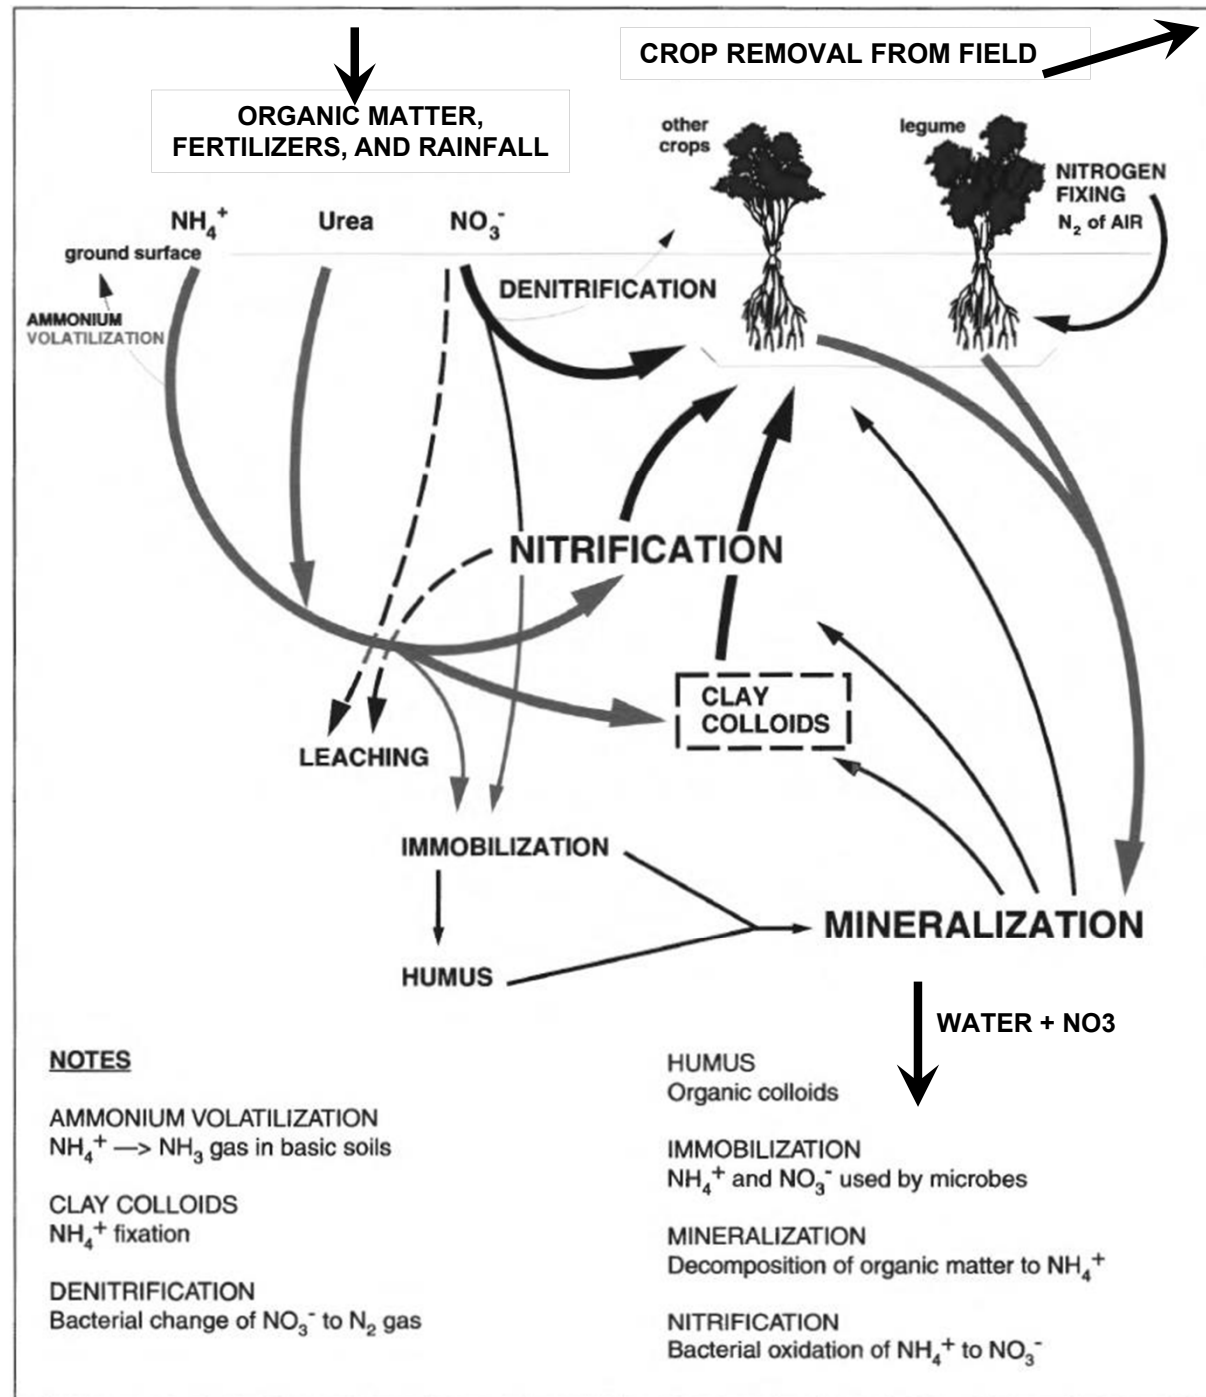 CROP REMOVAL FROM FIELD
ORGANIC MATTER,
FERTILIZERS, AND RAINFALL
other
crops
legume
NITROGEN
FIXING
N₂ of AIR
NH₄⁺
Urea
NO₃⁻
ground surface
DENITRIFICATION
AMMONIUM
VOLATILIZATION
NITRIFICATION
CLAY
COLLOIDS
LEACHING
IMMOBILIZATION
MINERALIZATION
HUMUS
WATER + NO3
NOTES
AMMONIUM VOLATILIZATION
NH₄⁺ —> NH₃ gas in basic soils
CLAY COLLOIDS
NH₄⁺ fixation
DENITRIFICATION
Bacterial change of NO₃⁻ to N₂ gas
HUMUS
Organic colloids
IMMOBILIZATION
NH₄⁺ and NO₃⁻ used by microbes
MINERALIZATION
Decomposition of organic matter to NH₄⁺
NITRIFICATION
Bacterial oxidation of NH₄⁺ to NO₃⁻